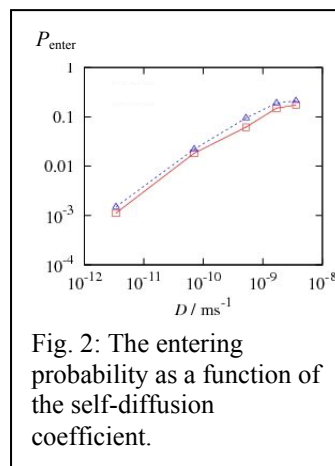 P_enter
1
0.1
0.01
10⁻³
10⁻⁴
10⁻¹² 10⁻¹¹ 10⁻¹⁰ 10⁻⁹ 10⁻⁸
D / ms⁻¹
Fig. 2: The entering
probability as a function of
the self-diffusion
coefficient.